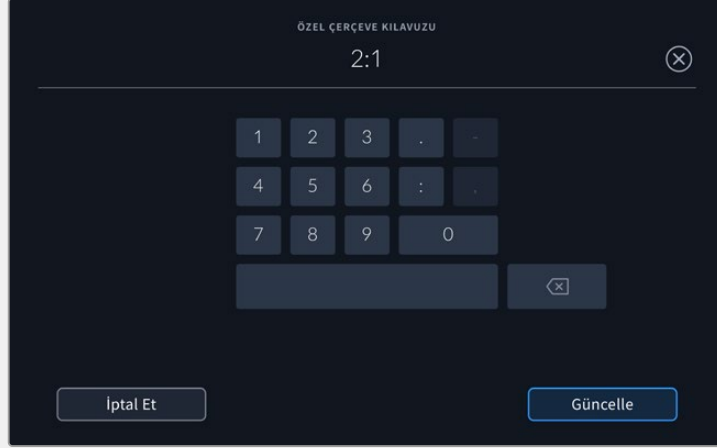 ÖZEL ÇERÇEVE KILAVUZU
2:1
1 2 3 . -
4 5 6 : ,
7 8 9 0
İptal Et Güncelle